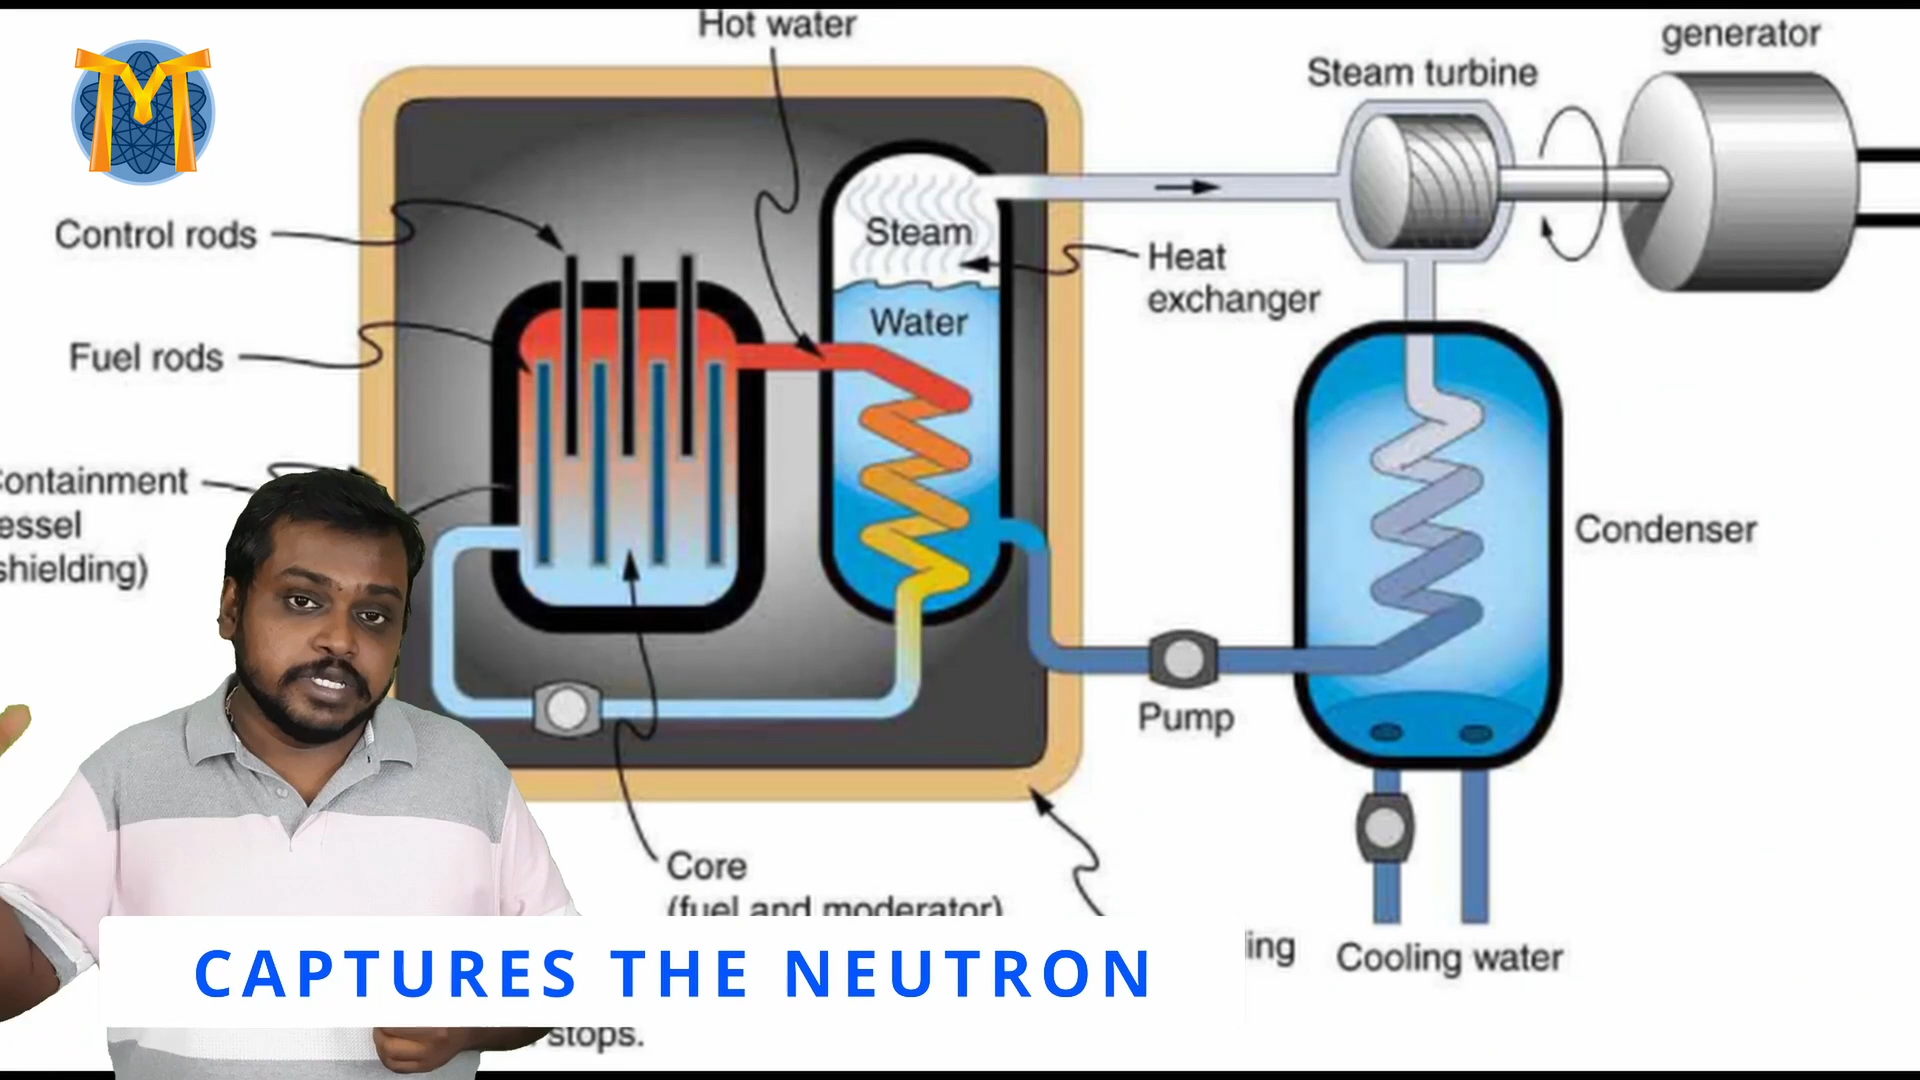 Hot water
generator
Steam turbine
Control rods
Steam
Heat
exchanger
Water
Fuel rods
ontainment
essel
shielding)
Condenser
Pump
Core
(fuel and moderator)
CAPTURES THE NEUTRON
ing
Cooling water
stops.